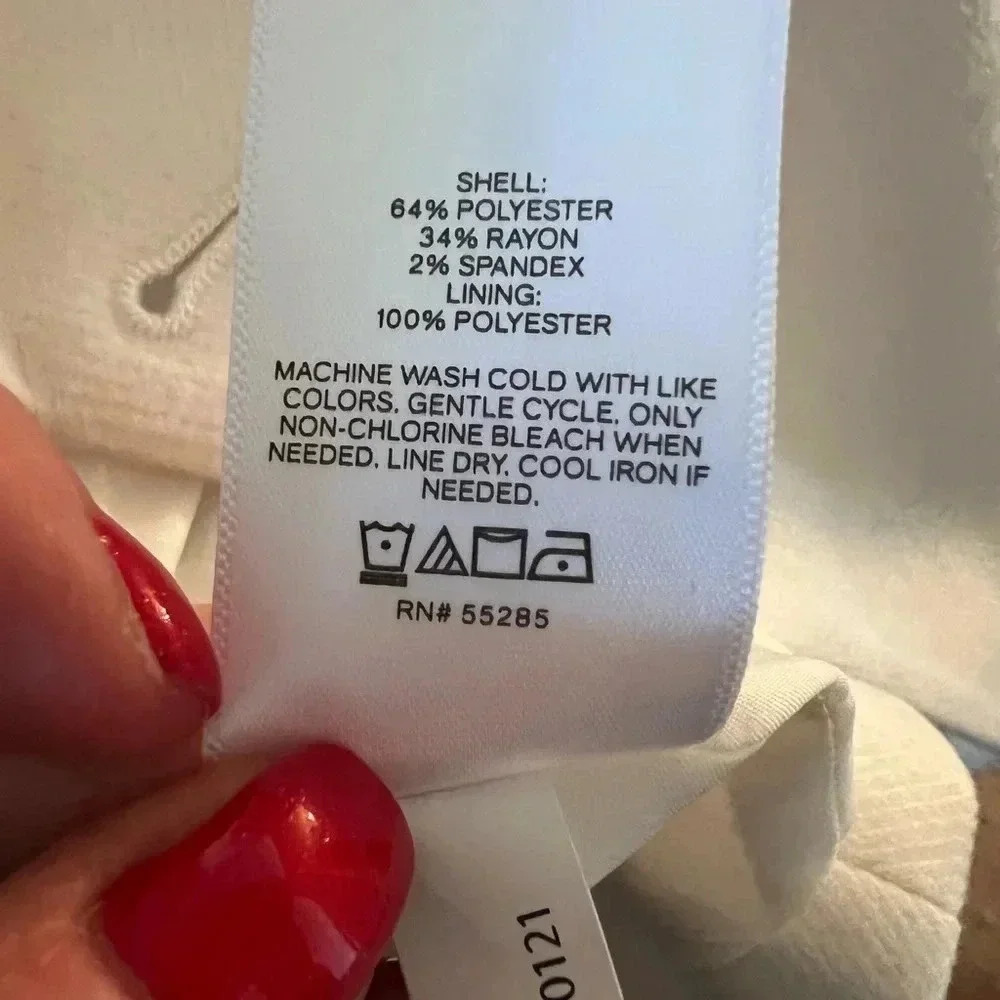 SHELL:
64% POLYESTER
34% RAYON
2% SPANDEX
LINING:
100% POLYESTER
MACHINE WASH COLD WITH LIKE
COLORS. GENTLE CYCLE. ONLY
NON-CHLORINE BLEACH WHEN
NEEDED. LINE DRY. COOL IRON IF
NEEDED.
RN# 55285
0121